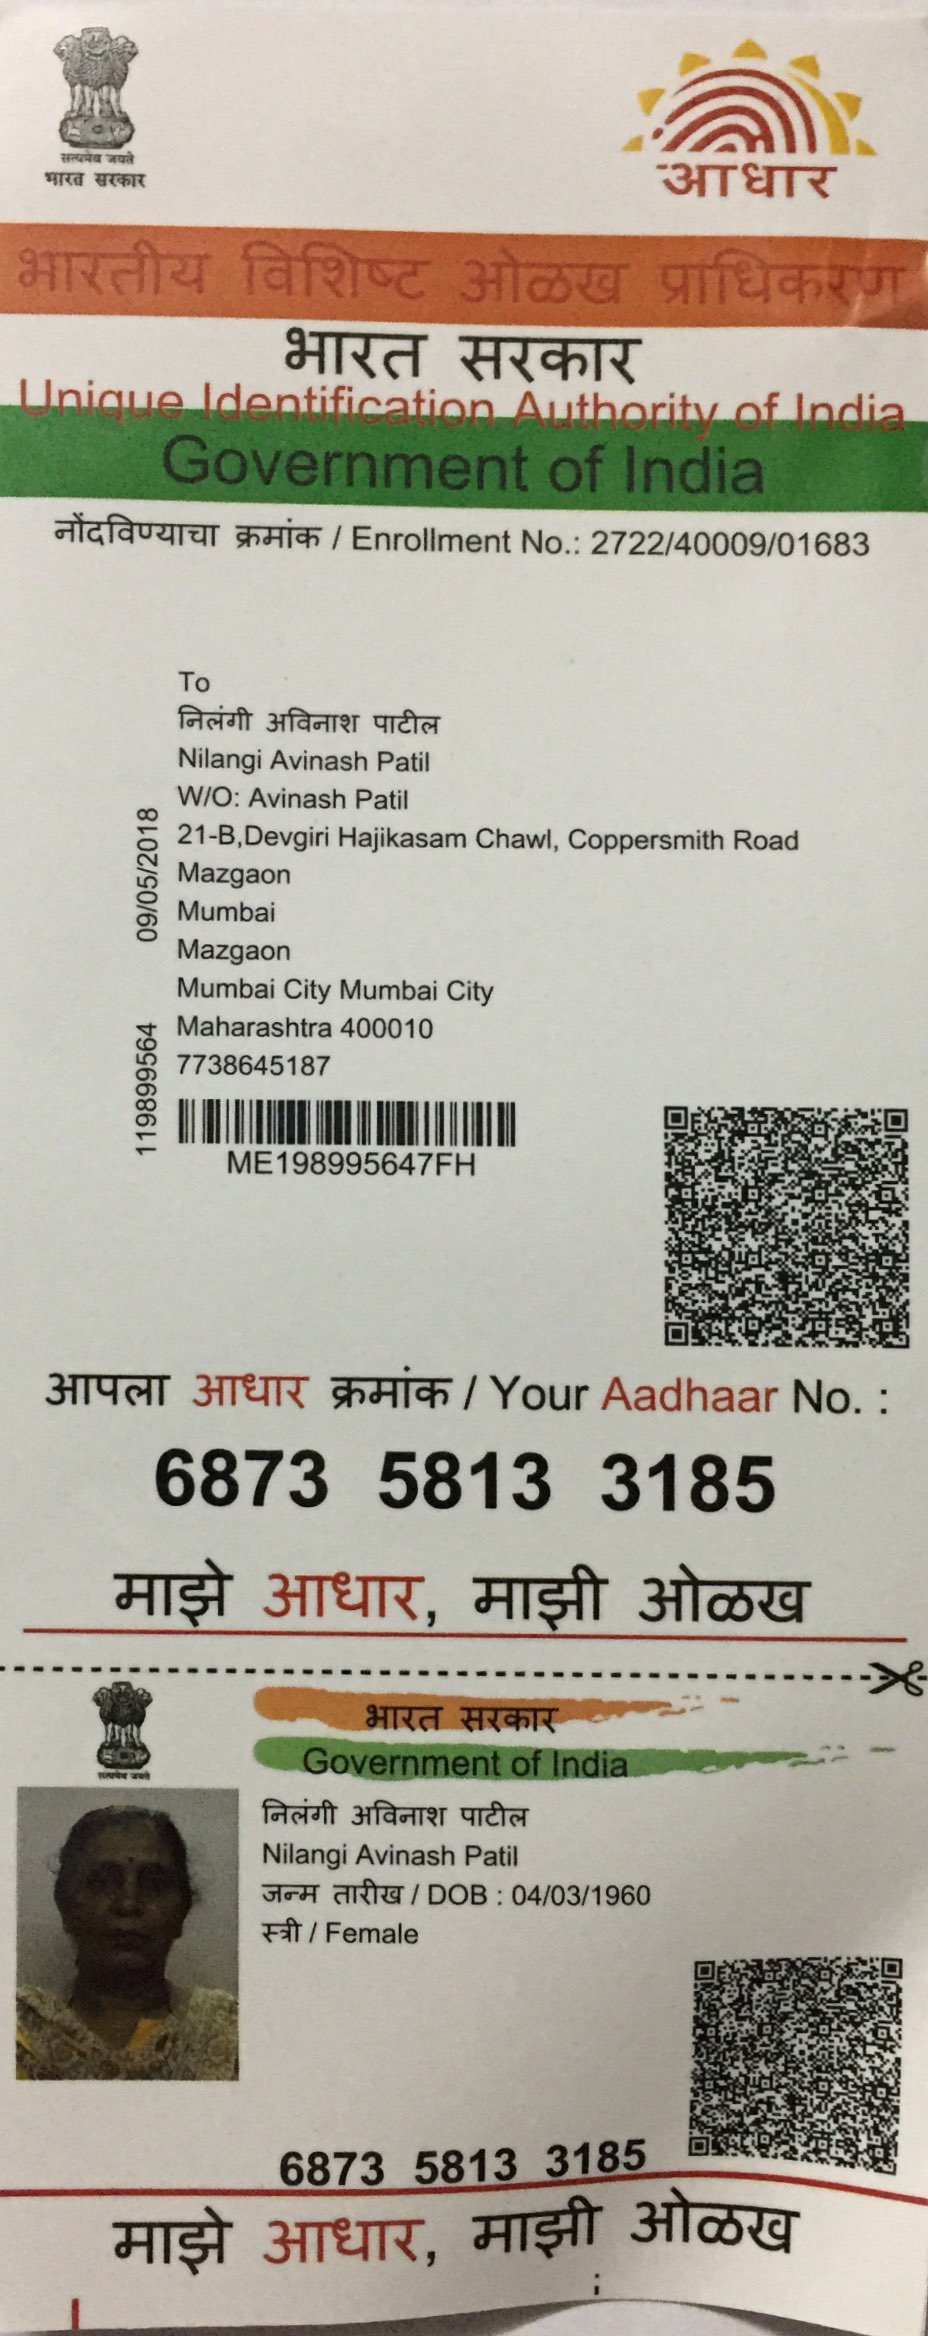 सत्यमेव जयते
भारत सरकार
आधार
भारतीय विशिष्ट ओळख प्राधिकरण
भारत सरकार
Unique Identification Authority of India
Government of India
नोंदविण्याचा क्रमांक / Enrollment No.: 2722/40009/01683
To
निलंगी अविनाश पाटील
Nilangi Avinash Patil
W/O: Avinash Patil
21-B,Devgiri Hajikasam Chawl, Coppersmith Road
Mazgaon
Mumbai
Mazgaon
Mumbai City Mumbai City
Maharashtra 400010
7738645187
119899564 09/05/2018
ME198995647FH
आपला आधार क्रमांक / Your Aadhaar No. :
6873 5813 3185
माझे आधार, माझी ओळख
सत्यमेव जयते
भारत सरकार
Government of India
निलंगी अविनाश पाटील
Nilangi Avinash Patil
जन्म तारीख / DOB : 04/03/1960
स्त्री / Female
6873 5813 3185
माझे आधार, माझी ओळख